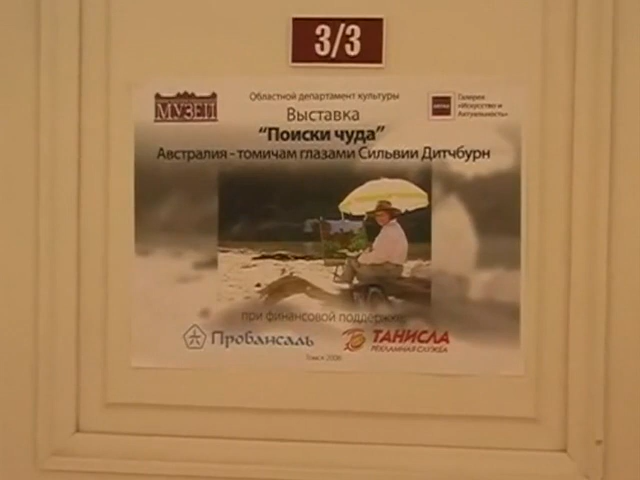 3/3
МУЗЕЙ
Областной департамент культуры
Галерея
«Искусство и
Актуальность»
Выставка
"Поиски чуда"
Австралия - томичам глазами Сильвии Дитчбурн
при финансовой поддержке
Пробансаль
ТАНИСЛА
РЕКЛАМНАЯ СЛУЖБА
Томск 2006